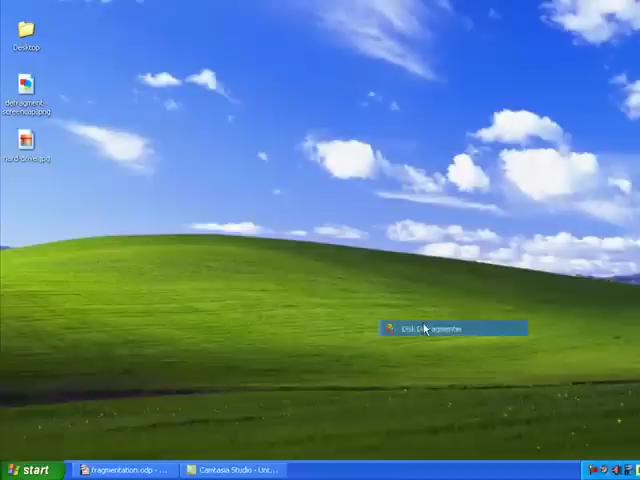 Desktop
defragment-
screencap.png
hard-drive.jpg
Disk Defragmenter
start
fragmentation.odp - ...
Camtasia Studio - Unt...